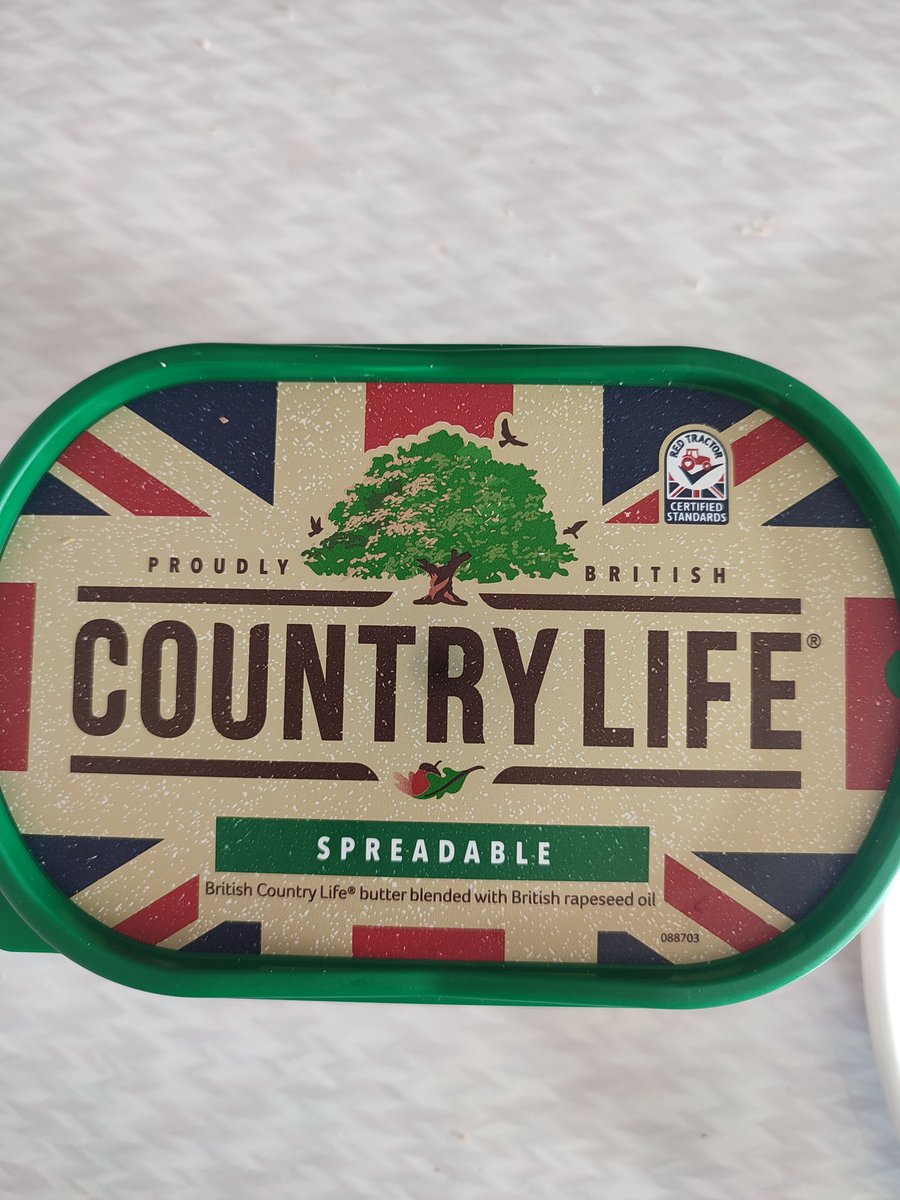 RED TRACTOR
CERTIFIED
STANDARDS
PROUDLY BRITISH
COUNTRY LIFE®
SPREADABLE
British Country Life® butter blended with British rapeseed oil
088703